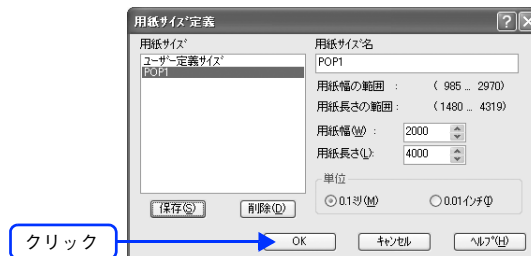 用紙サイズ定義
用紙サイズ
ユーザー定義サイズ
POP1
用紙サイズ名
POP1
用紙幅の範囲 : ( 985 ... 2970)
用紙長さの範囲 : (1480 ... 4319)
用紙幅(W) : 2000
用紙長さ(L): 4000
単位
0.1ミリ(M) 0.01インチ(I)
保存(S) 削除(D)
クリック
OK キャンセル ヘルプ(H)